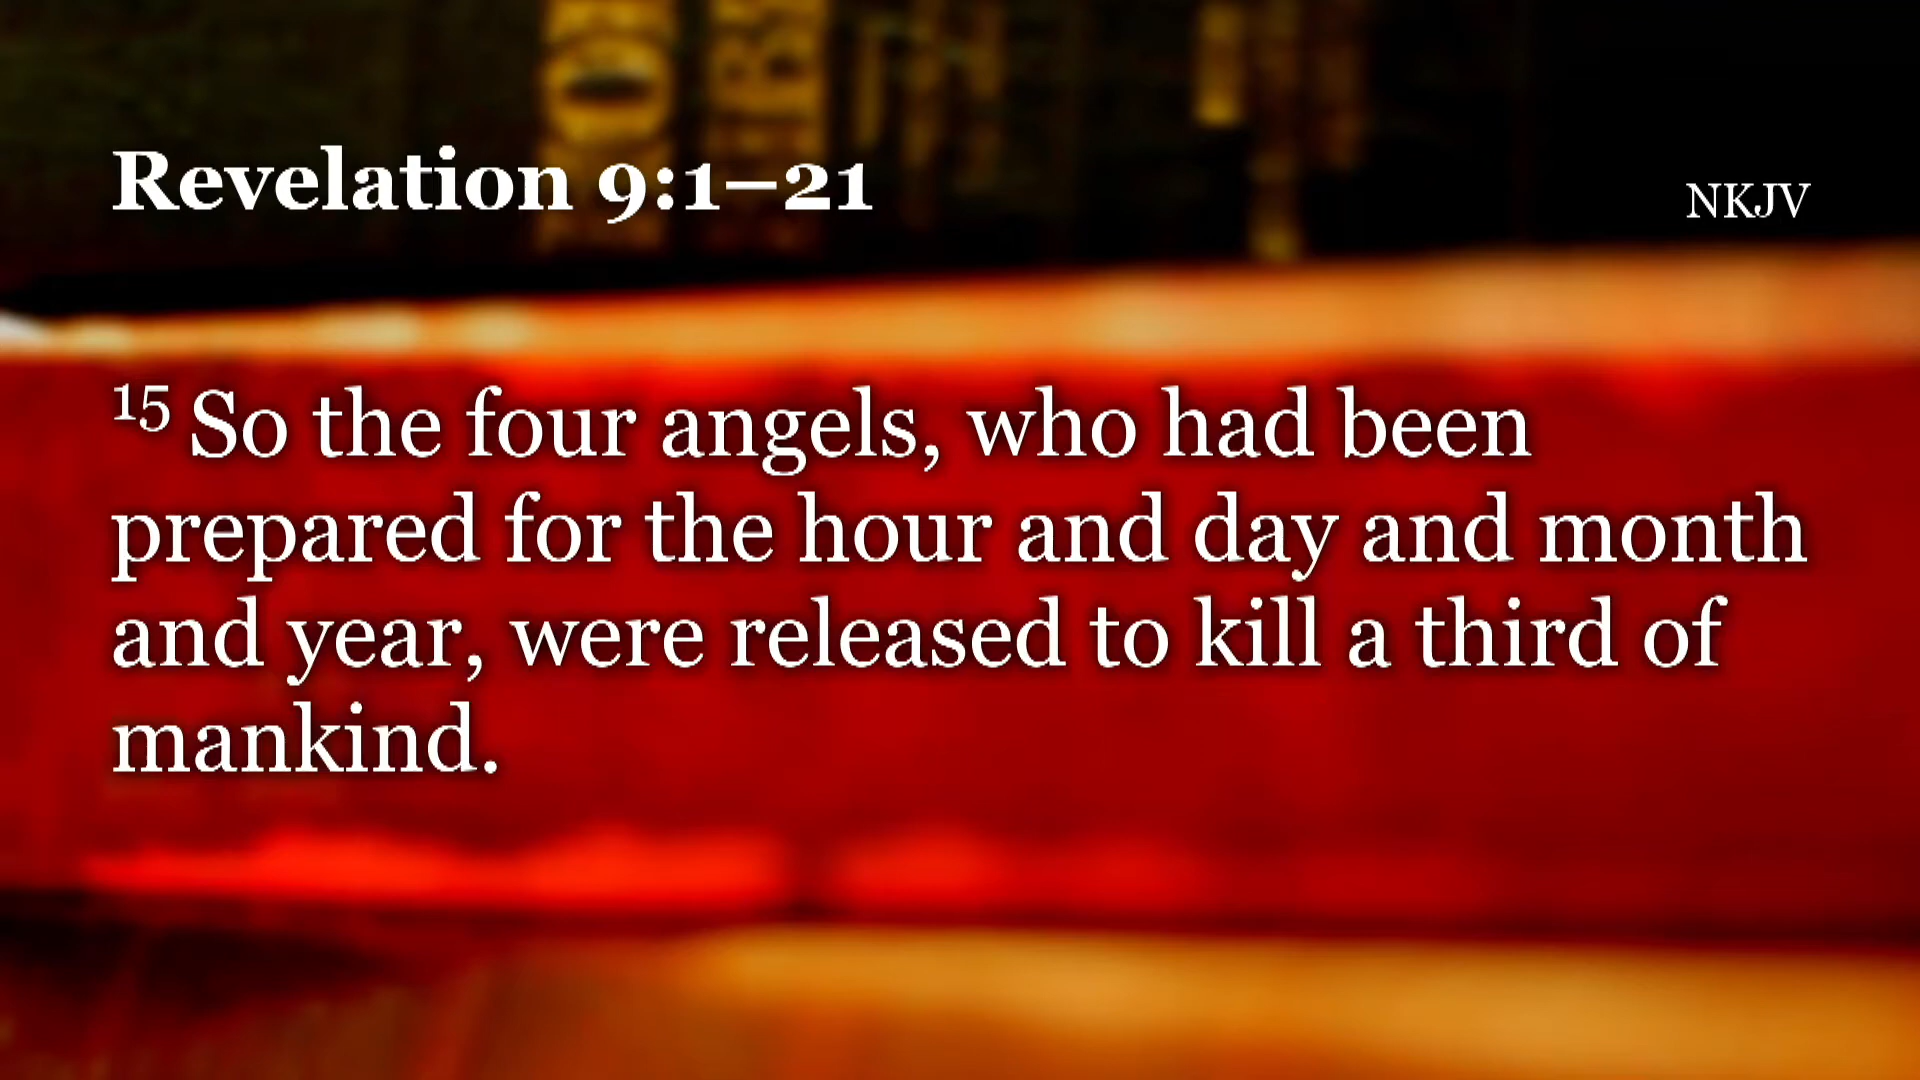 Revelation 9:1–21
NKJV
15 So the four angels, who had been
prepared for the hour and day and month
and year, were released to kill a third of
mankind.